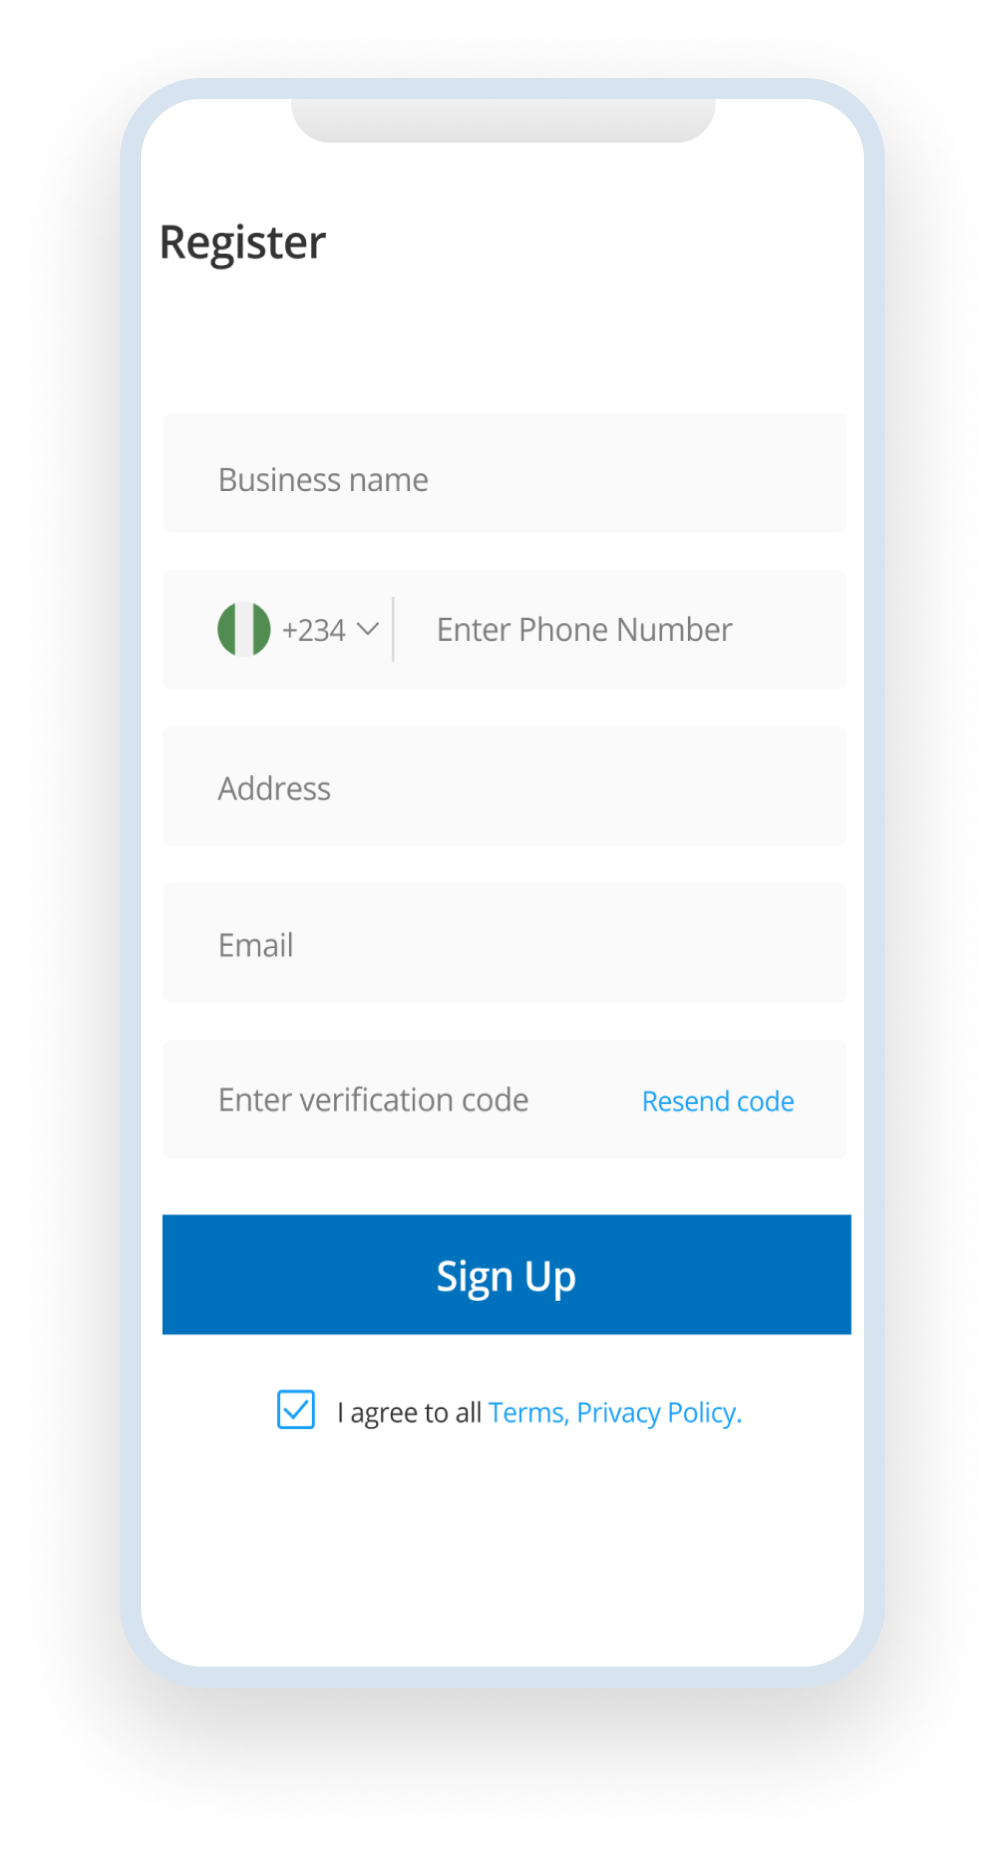 Register
Business name
+234 Enter Phone Number
Address
Email
Enter verification code Resend code
Sign Up
I agree to all Terms, Privacy Policy.